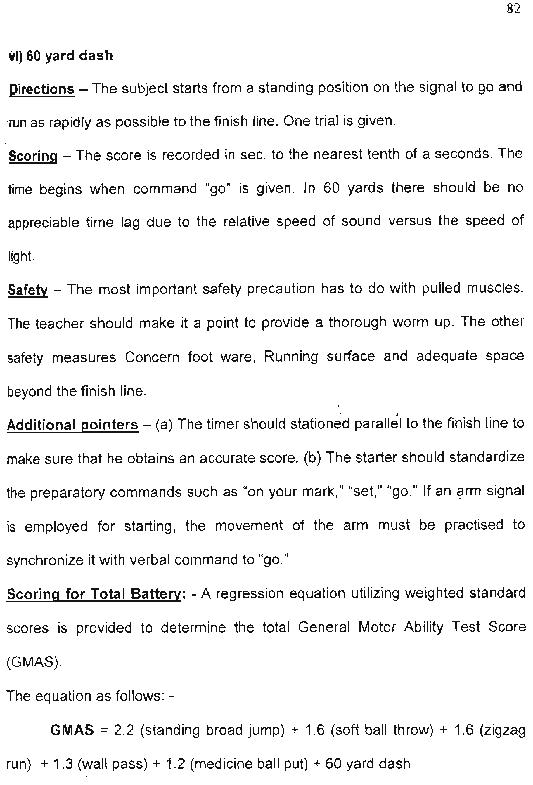 82
vi) 60 yard dash
Directions – The subject starts from a standing position on the signal to go and
run as rapidly as possible to the finish line. One trial is given.
Scoring – The score is recorded in sec. to the nearest tenth of a seconds. The
time begins when command "go" is given. In 60 yards there should be no
appreciable time lag due to the relative speed of sound versus the speed of
light.
Safety – The most important safety precaution has to do with pulled muscles.
The teacher should make it a point to provide a thorough worm up. The other
safety measures Concern foot ware, Running surface and adequate space
beyond the finish line.
Additional pointers – (a) The timer should stationed parallel to the finish line to
make sure that he obtains an accurate score. (b) The starter should standardize
the preparatory commands such as "on your mark," "set," "go." If an arm signal
is employed for starting, the movement of the arm must be practised to
synchronize it with verbal command to "go."
Scoring for Total Battery: - A regression equation utilizing weighted standard
scores is provided to determine the total General Motor Ability Test Score
(GMAS).
The equation as follows: -
GMAS = 2.2 (standing broad jump) + 1.6 (soft ball throw) + 1.6 (zigzag
run) + 1.3 (wall pass) + 1.2 (medicine ball put) + 60 yard dash